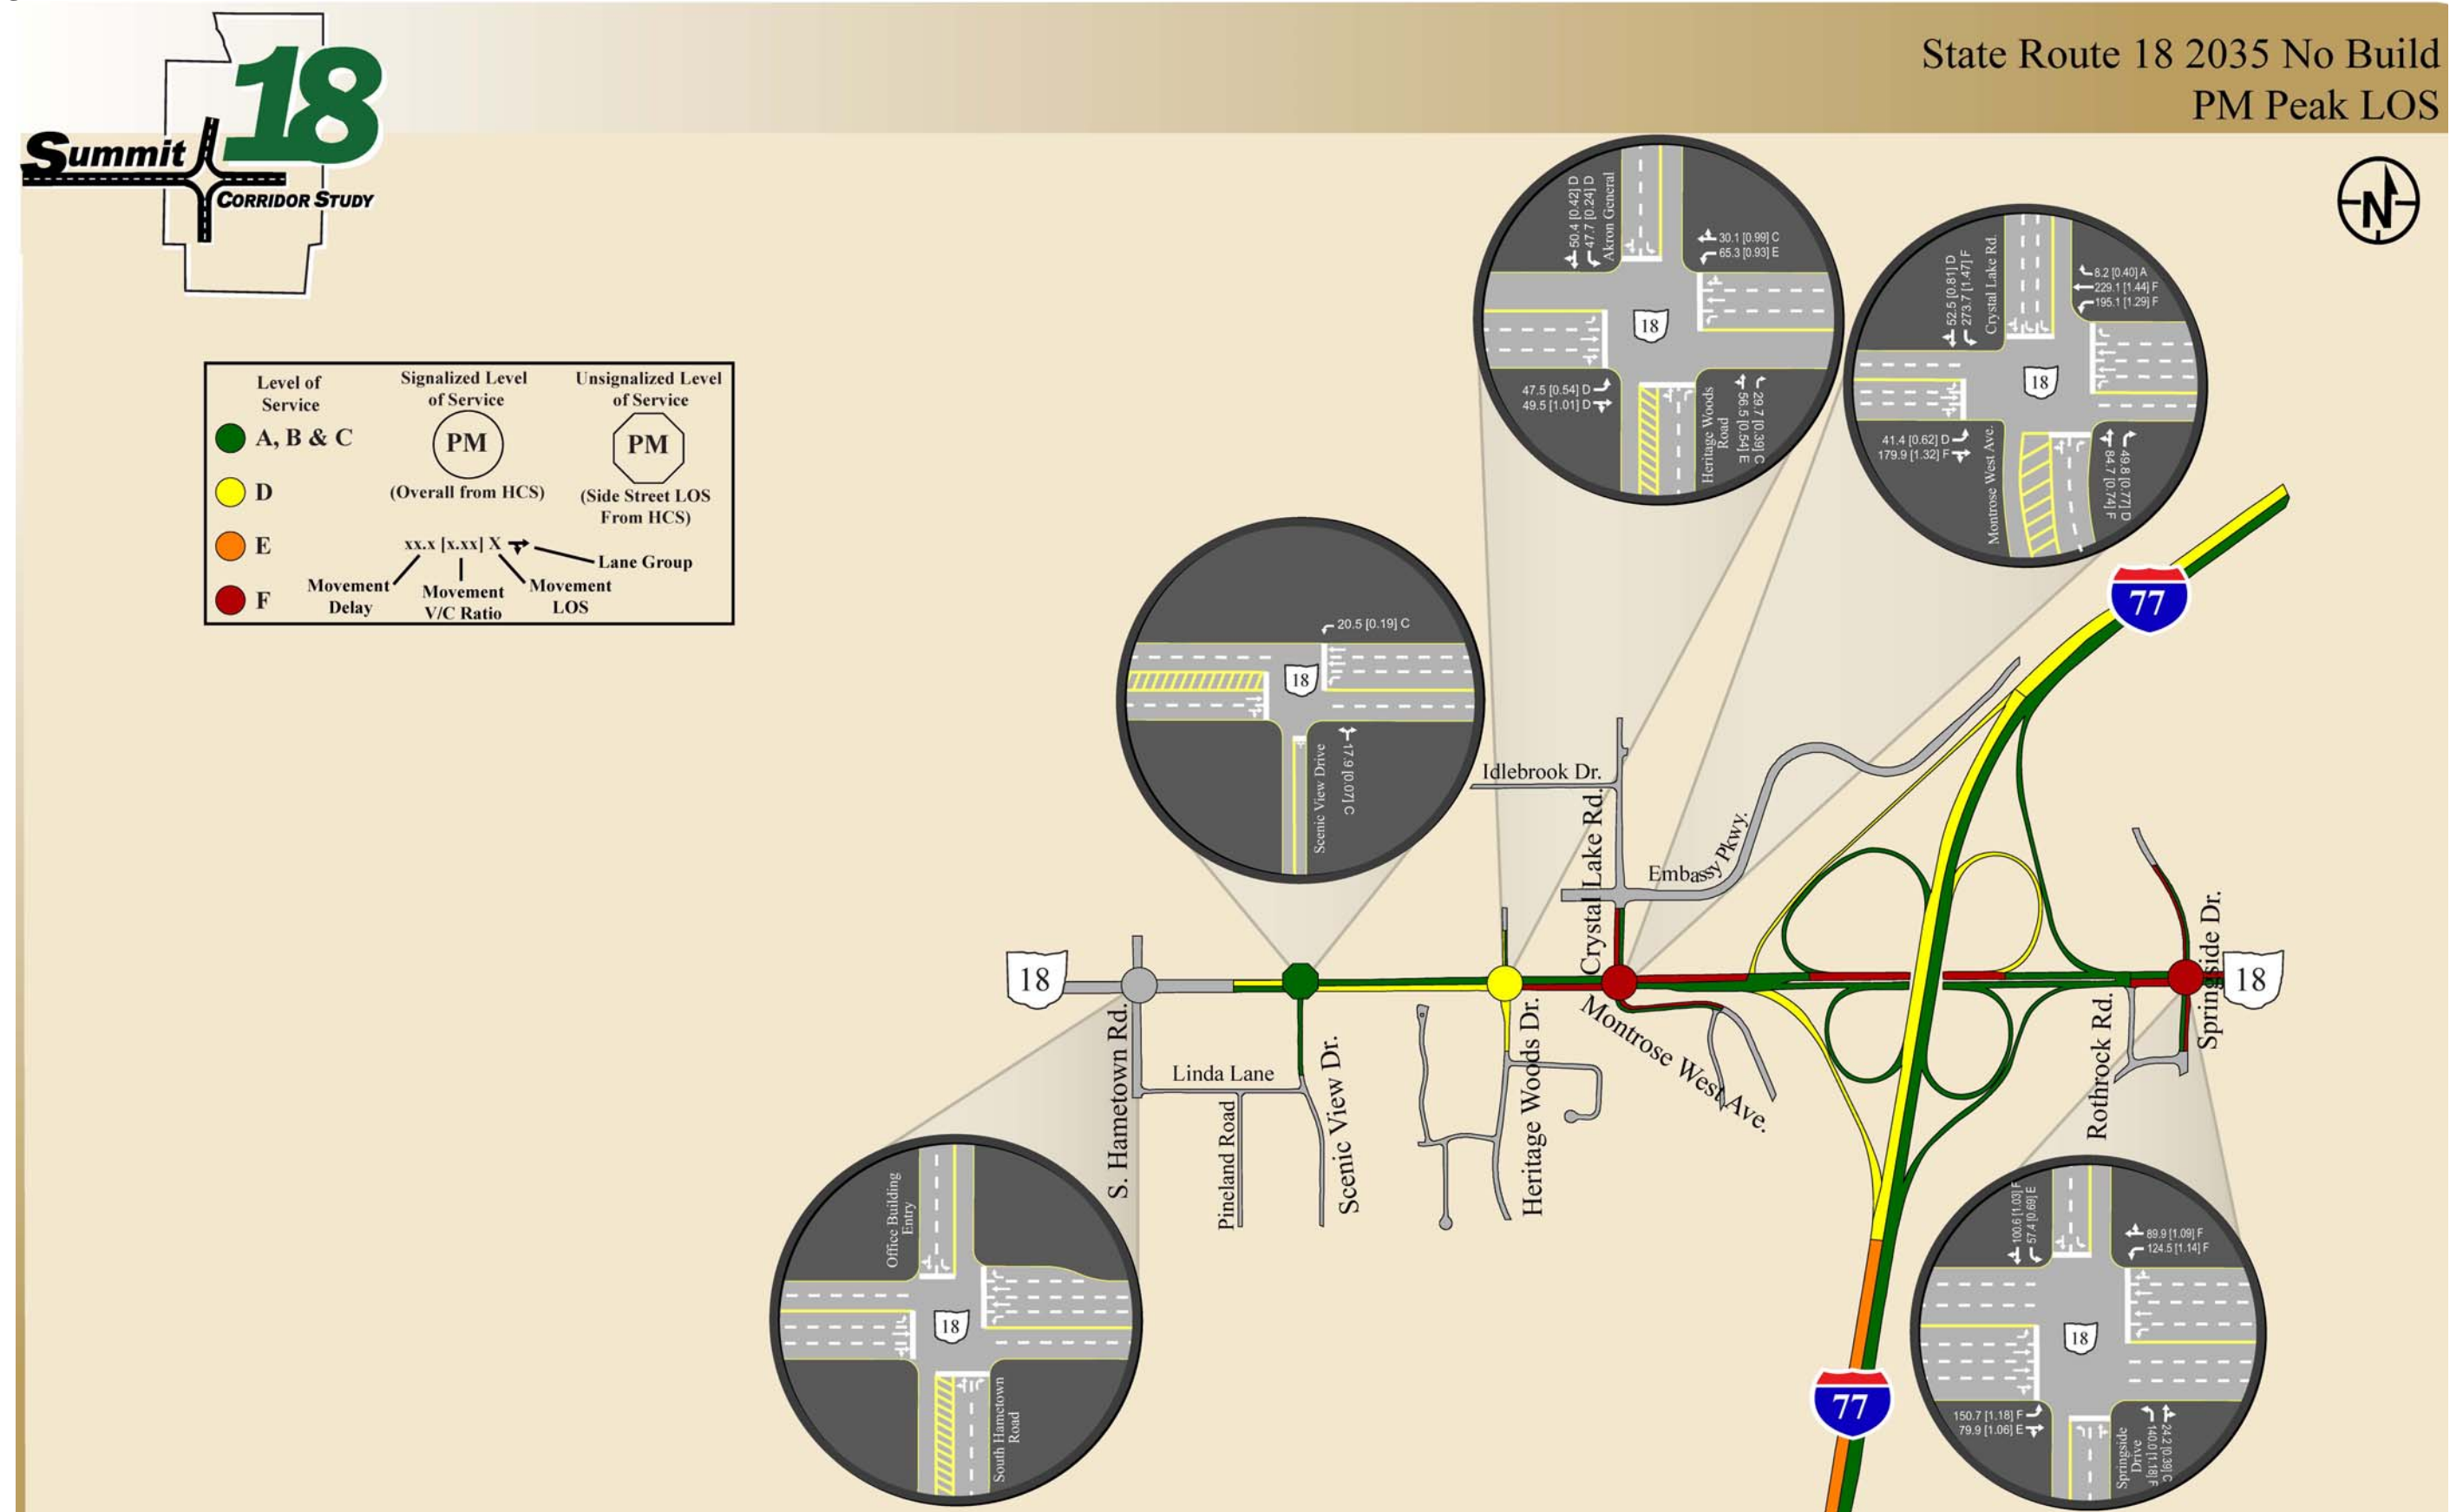 State Route 18 2035 No Build
PM Peak LOS
18
Summit
CORRIDOR STUDY
N
Level of
Service
A, B & C
D
E
F
Signalized Level
of Service
PM
(Overall from HCS)
Unsignalized Level
of Service
PM
(Side Street LOS
From HCS)
xx.x [x.xx] X
Lane Group
Movement
Delay
Movement
V/C Ratio
Movement
LOS
50.4 [0.42] D
47.7 [0.24] D
Akron General
30.1 [0.99] C
65.3 [0.93] E
18
47.5 [0.54] D
49.5 [1.01] D
Heritage Woods
Road
56.5 [0.54] E
29.7 [0.39] C
52.5 [0.81] D
273.7 [1.47] F
Crystal Lake Rd.
8.2 [0.40] A
229.1 [1.44] F
195.1 [1.29] F
18
41.4 [0.62] D
179.9 [1.32] F
Montrose West Ave.
84.7 [0.74] F
49.8 [0.77] D
20.5 [0.19] C
18
Scenic View Drive
17.9 [0.07] C
77
Idlebrook Dr.
Crystal Lake Rd.
Embassy Pkwy.
18
S. Hametown Rd.
Linda Lane
Pineland Road
Scenic View Dr.
Heritage Woods Dr.
Montrose West Ave.
Rothrock Rd.
Springside Dr.
18
77
Office Building
Entry
18
South Hametown
Road
100.6 [1.03] F
57.4 [0.69] E
89.9 [1.09] F
124.5 [1.14] F
18
150.7 [1.18] F
79.9 [1.06] E
Springside
Drive
140.0 [1.18] F
24.2 [0.39] C